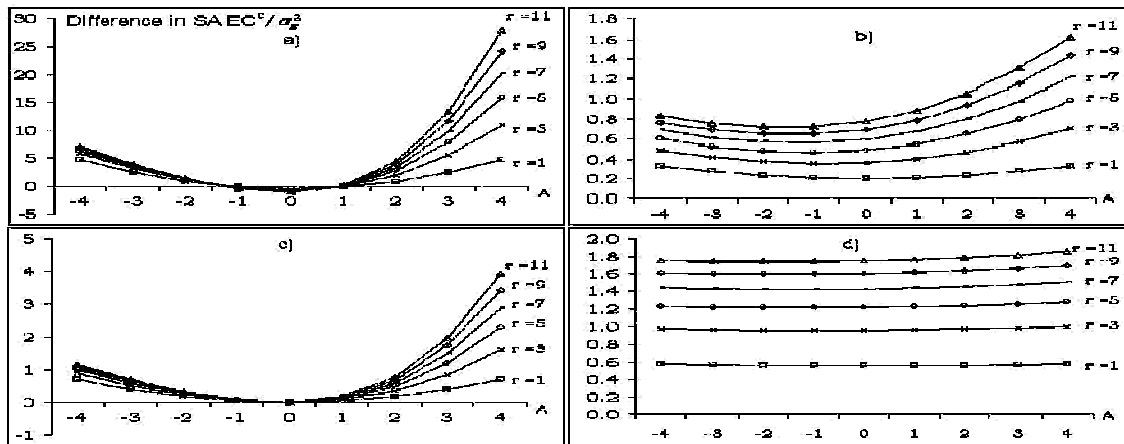 Difference in SAEC
a)
30
25
20
15
10
5
0
-5
-4 -3 -2 -1 0 1 2 3 4 A
r=11
r=9
r=7
r=5
r=3
r=1
b)
1.8
1.6
1.4
1.2
1.0
0.8
0.6
0.4
0.2
0.0
-4 -3 -2 -1 0 1 2 3 4 A
r=11
r=9
r=7
r=5
r=3
r=1
c)
5
4
3
2
1
0
-1
-4 -3 -2 -1 0 1 2 3 4 A
r=11
r=9
r=7
r=5
r=3
r=1
d)
2.0
1.8
1.6
1.4
1.2
1.0
0.8
0.6
0.4
0.2
0.0
-4 -3 -2 -1 0 1 2 3 4 A
r=11
r=9
r=7
r=5
r=3
r=1